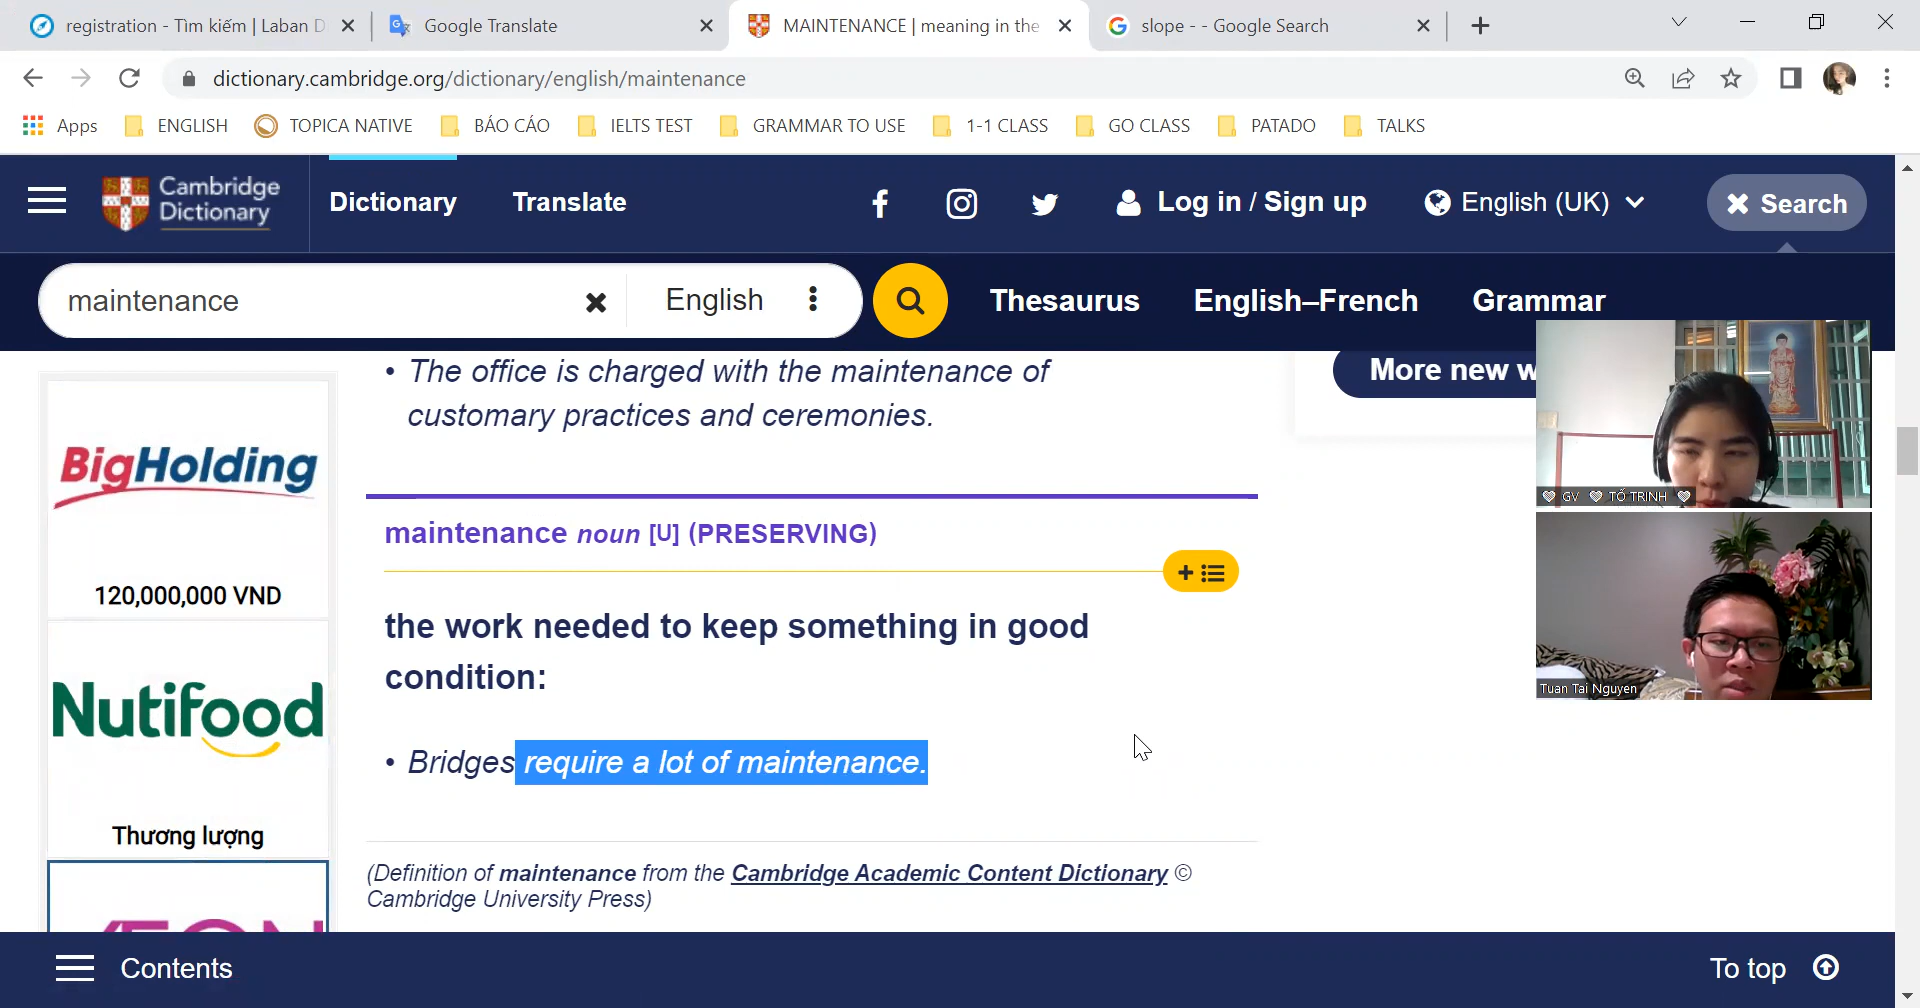 registration - Tìm kiếm | Laban D
Google Translate
MAINTENANCE | meaning in the
slope - - Google Search
dictionary.cambridge.org/dictionary/english/maintenance
Apps
ENGLISH
TOPICA NATIVE
BÁO CÁO
IELTS TEST
GRAMMAR TO USE
1-1 CLASS
GO CLASS
PATADO
TALKS
Cambridge
Dictionary
Dictionary
Translate
Log in / Sign up
English (UK)
Search
maintenance
English
Thesaurus
English–French
Grammar
• The office is charged with the maintenance of
customary practices and ceremonies.
More new w
BigHolding
120,000,000 VND
Nutifood
Thương lượng
ÆON
maintenance noun [U] (PRESERVING)
the work needed to keep something in good
condition:
• Bridges require a lot of maintenance.
(Definition of maintenance from the Cambridge Academic Content Dictionary ©
Cambridge University Press)
GV TỐ TRINH
Tuan Tai Nguyen
Contents
To top